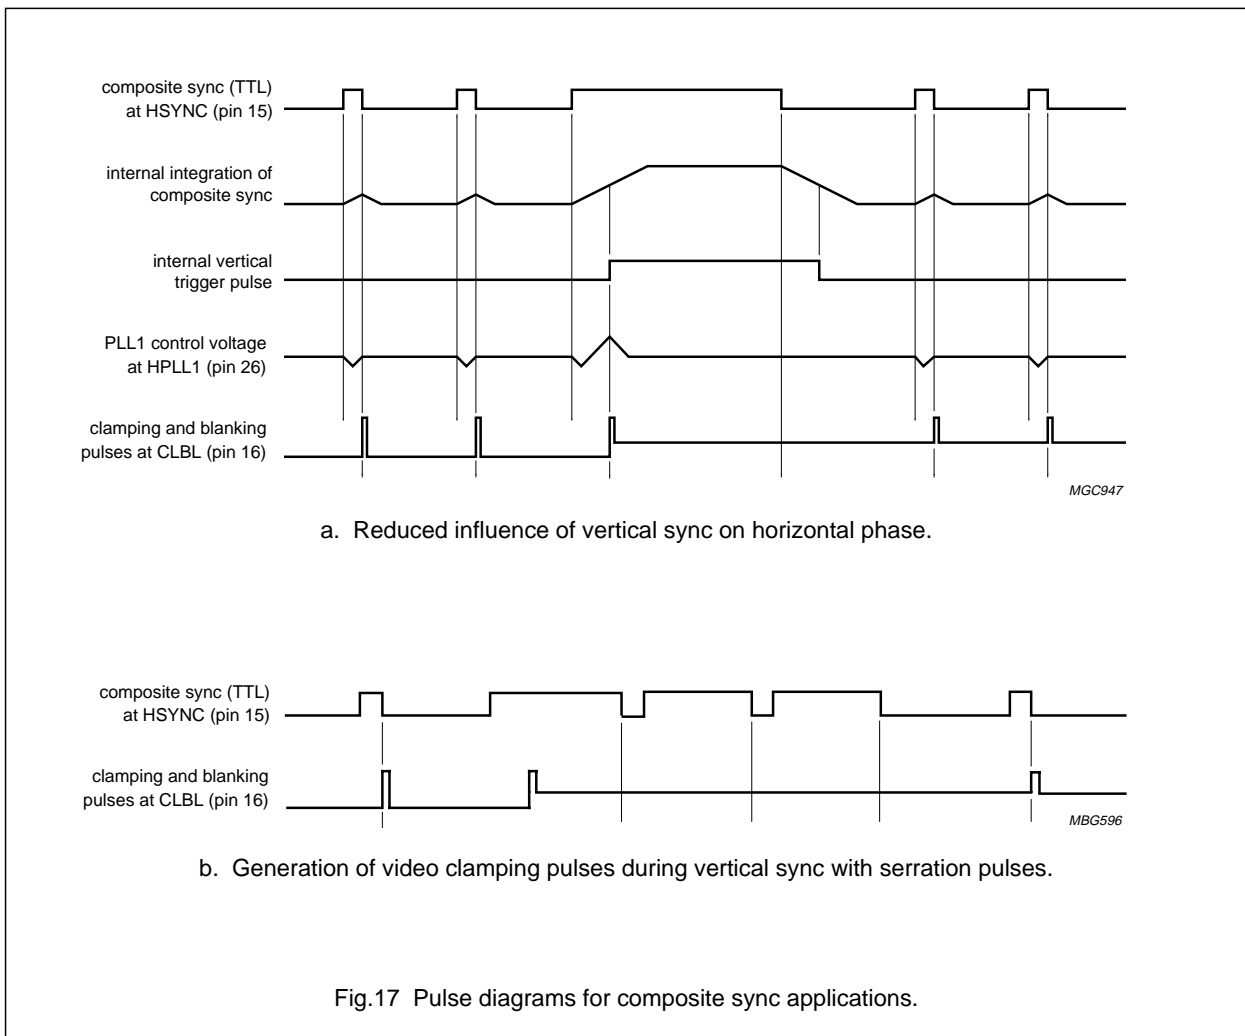 composite sync (TTL)
at HSYNC (pin 15)
internal integration of
composite sync
internal vertical
trigger pulse
PLL1 control voltage
at HPLL1 (pin 26)
clamping and blanking
pulses at CLBL (pin 16)
MGC947
a. Reduced influence of vertical sync on horizontal phase.
composite sync (TTL)
at HSYNC (pin 15)
clamping and blanking
pulses at CLBL (pin 16)
MBG596
b. Generation of video clamping pulses during vertical sync with serration pulses.
Fig.17 Pulse diagrams for composite sync applications.